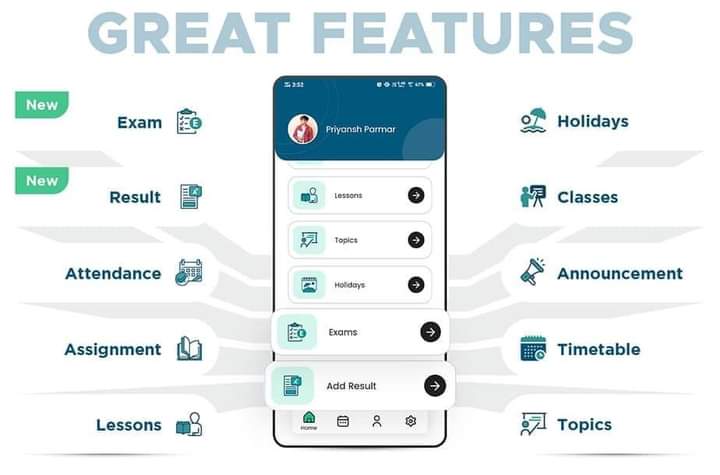 GREAT FEATURES
New
Exam
New
Result
Attendance
Assignment
Lessons
3:52
47%
Priyansh Parmar
Lessons
Topics
Holidays
Exams
Add Result
Home
Holidays
Classes
Announcement
Timetable
Topics